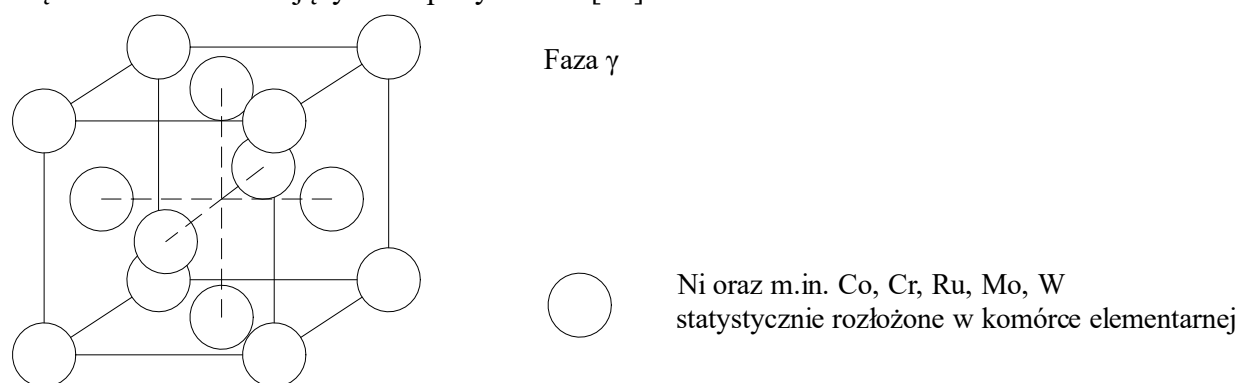 Faza γ
Ni oraz m.in. Co, Cr, Ru, Mo, W
statystycznie rozłożone w komórce elementarnej